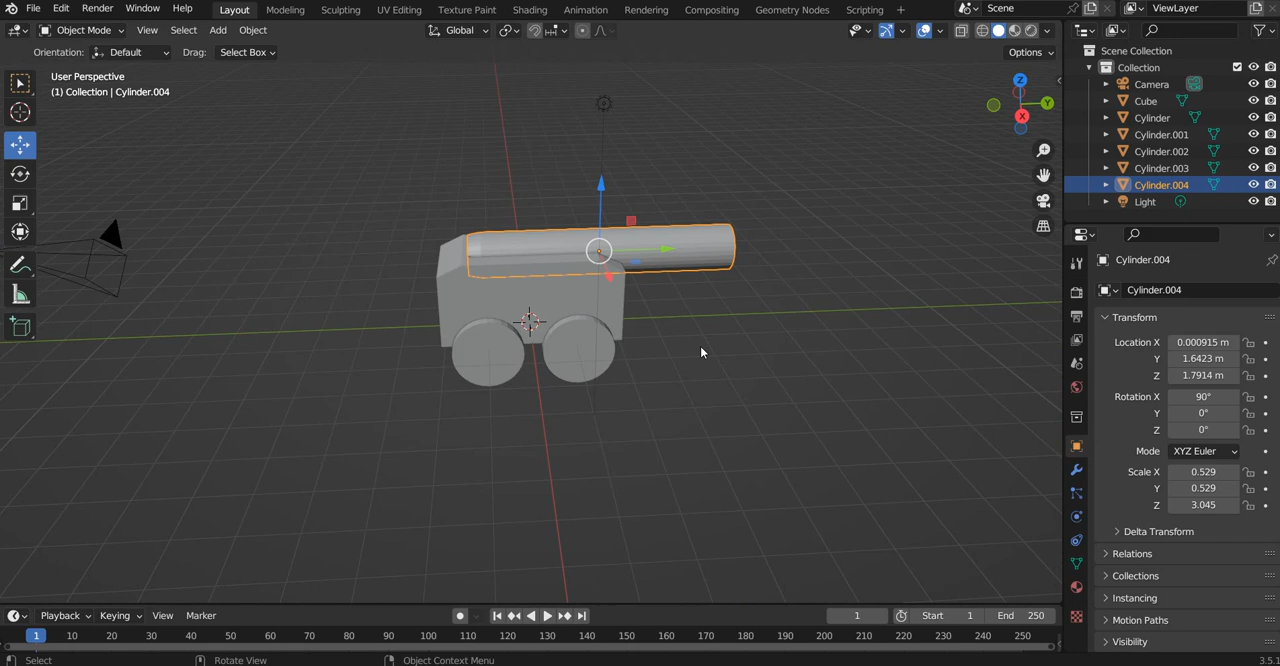 File Edit Render Window Help Layout Modeling Sculpting UV Editing Texture Paint Shading Animation Rendering Compositing Geometry Nodes Scripting + Scene ViewLayer
Object Mode View Select Add Object Global
Orientation: Default Drag: Select Box Options
User Perspective
(1) Collection | Cylinder.004
Z
Y
X
Scene Collection
Collection
Camera
Cube
Cylinder
Cylinder.001
Cylinder.002
Cylinder.003
Cylinder.004
Light
Cylinder.004
Cylinder.004
Transform
Location X 0.000915 m
Y 1.6423 m
Z 1.7914 m
Rotation X 90°
Y 0°
Z 0°
Mode XYZ Euler
Scale X 0.529
Y 0.529
Z 3.045
Delta Transform
Relations
Collections
Instancing
Motion Paths
Visibility
Playback Keying View Marker 1 Start 1 End 250
1 10 20 30 40 50 60 70 80 90 100 110 120 130 140 150 160 170 180 190 200 210 220 230 240 250
Select Rotate View Object Context Menu 3.5.1